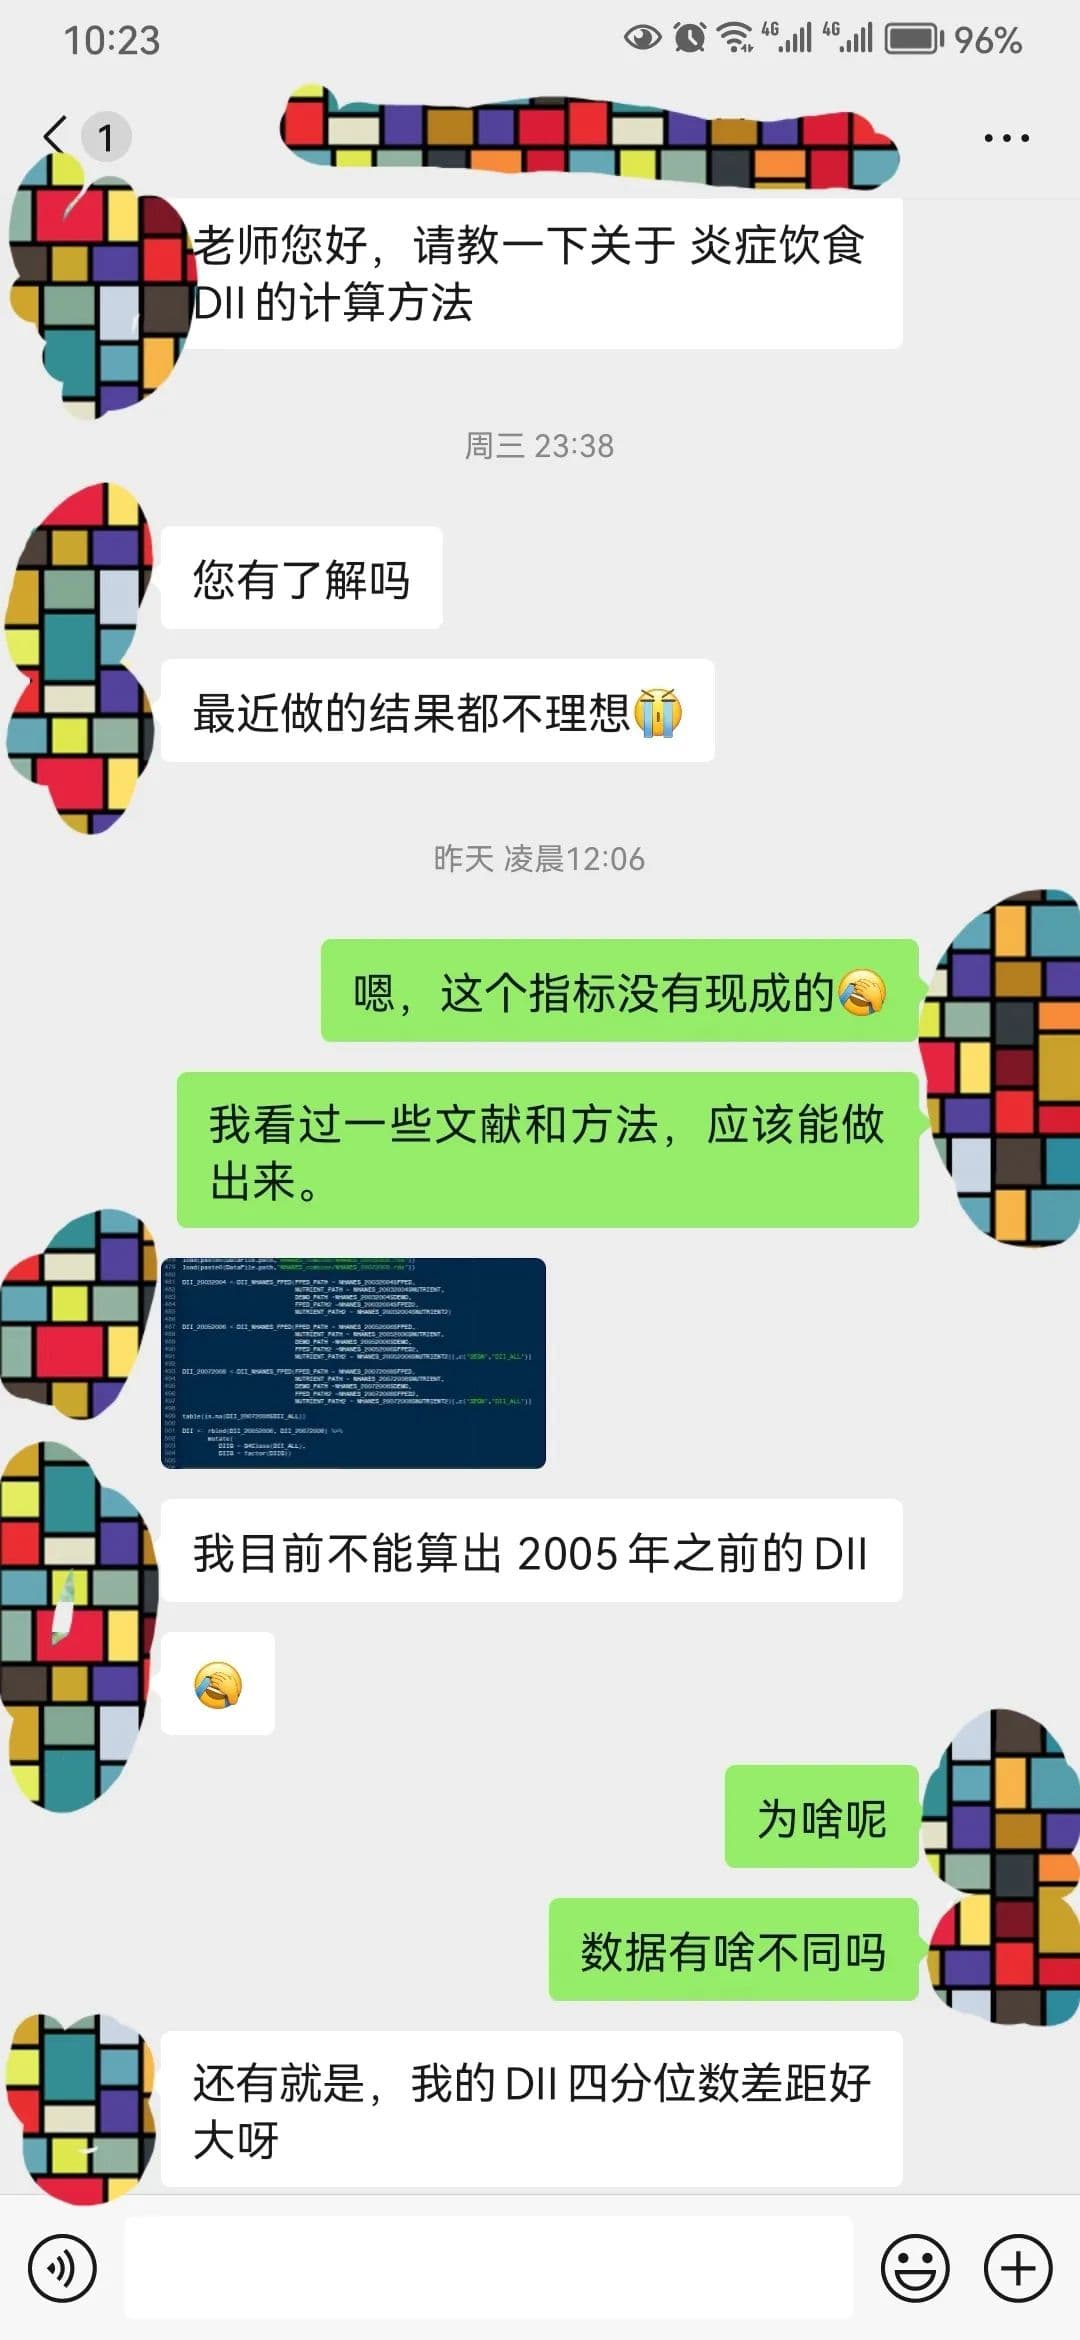 10:23
4G
4G
96%
1
老师您好，请教一下关于 炎症饮食
DII 的计算方法
周三 23:38
您有了解吗
最近做的结果都不理想😭
昨天 凌晨12:06
嗯，这个指标没有现成的🤦
我看过一些文献和方法，应该能做
出来。
我目前不能算出 2005 年之前的 DII
🤦
为啥呢
数据有啥不同吗
还有就是，我的 DII 四分位数差距好
大呀